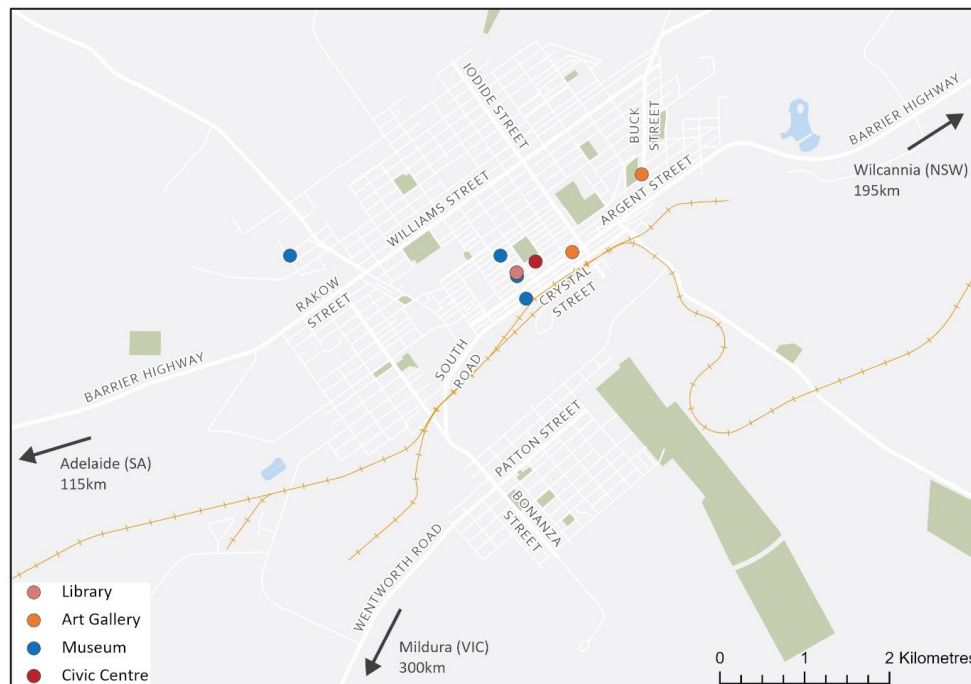 IODIDE STREET
BUCK
STREET
BARRIER HIGHWAY
Wilcannia (NSW)
195km
WILLIAMS STREET
ARGENT STREET
RAKOW
STREET
CRYSTAL
STREET
SOUTH
ROAD
BARRIER HIGHWAY
PATTON STREET
Adelaide (SA)
115km
BONANZA
STREET
WENTWORTH ROAD
Library
Art Gallery
Museum
Civic Centre
Mildura (VIC)
300km
0 1 2 Kilometres